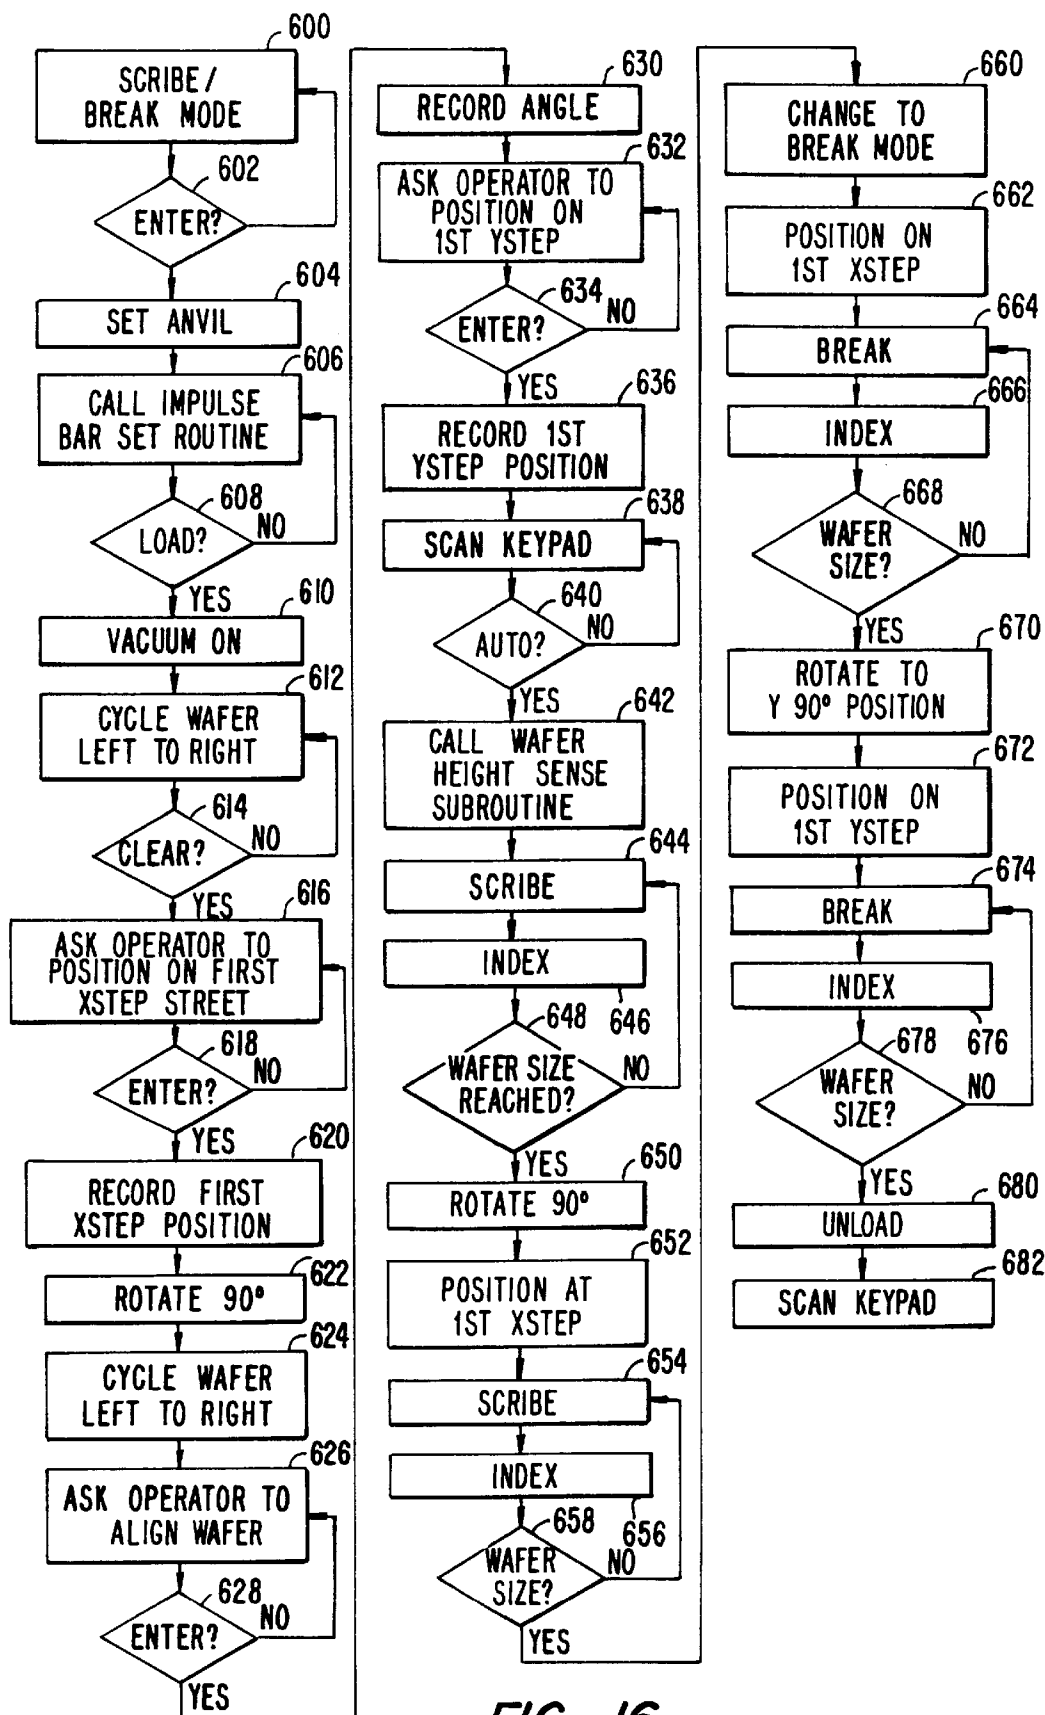 600
SCRIBE/
BREAK MODE
602
ENTER?
604
SET ANVIL
606
CALL IMPULSE
BAR SET ROUTINE
608
LOAD?
NO
YES
610
VACUUM ON
612
CYCLE WAFER
LEFT TO RIGHT
614
CLEAR?
NO
YES
616
ASK OPERATOR TO
POSITION ON FIRST
XSTEP STREET
618
ENTER?
NO
YES
620
RECORD FIRST
XSTEP POSITION
622
ROTATE 90°
624
CYCLE WAFER
LEFT TO RIGHT
626
ASK OPERATOR TO
ALIGN WAFER
628
ENTER?
NO
YES
630
RECORD ANGLE
632
ASK OPERATOR TO
POSITION ON
1ST YSTEP
634
ENTER?
NO
YES
636
RECORD 1ST
YSTEP POSITION
638
SCAN KEYPAD
640
AUTO?
NO
YES
642
CALL WAFER
HEIGHT SENSE
SUBROUTINE
644
SCRIBE
INDEX
646
648
WAFER SIZE
REACHED?
NO
YES
650
ROTATE 90°
652
POSITION AT
1ST XSTEP
654
SCRIBE
INDEX
656
658
WAFER
SIZE?
NO
YES
660
CHANGE TO
BREAK MODE
662
POSITION ON
1ST XSTEP
664
BREAK
666
INDEX
668
WAFER
SIZE?
NO
YES
670
ROTATE TO
Y 90° POSITION
672
POSITION ON
1ST YSTEP
674
BREAK
INDEX
676
678
WAFER
SIZE?
NO
YES
680
UNLOAD
682
SCAN KEYPAD
FIG. 16